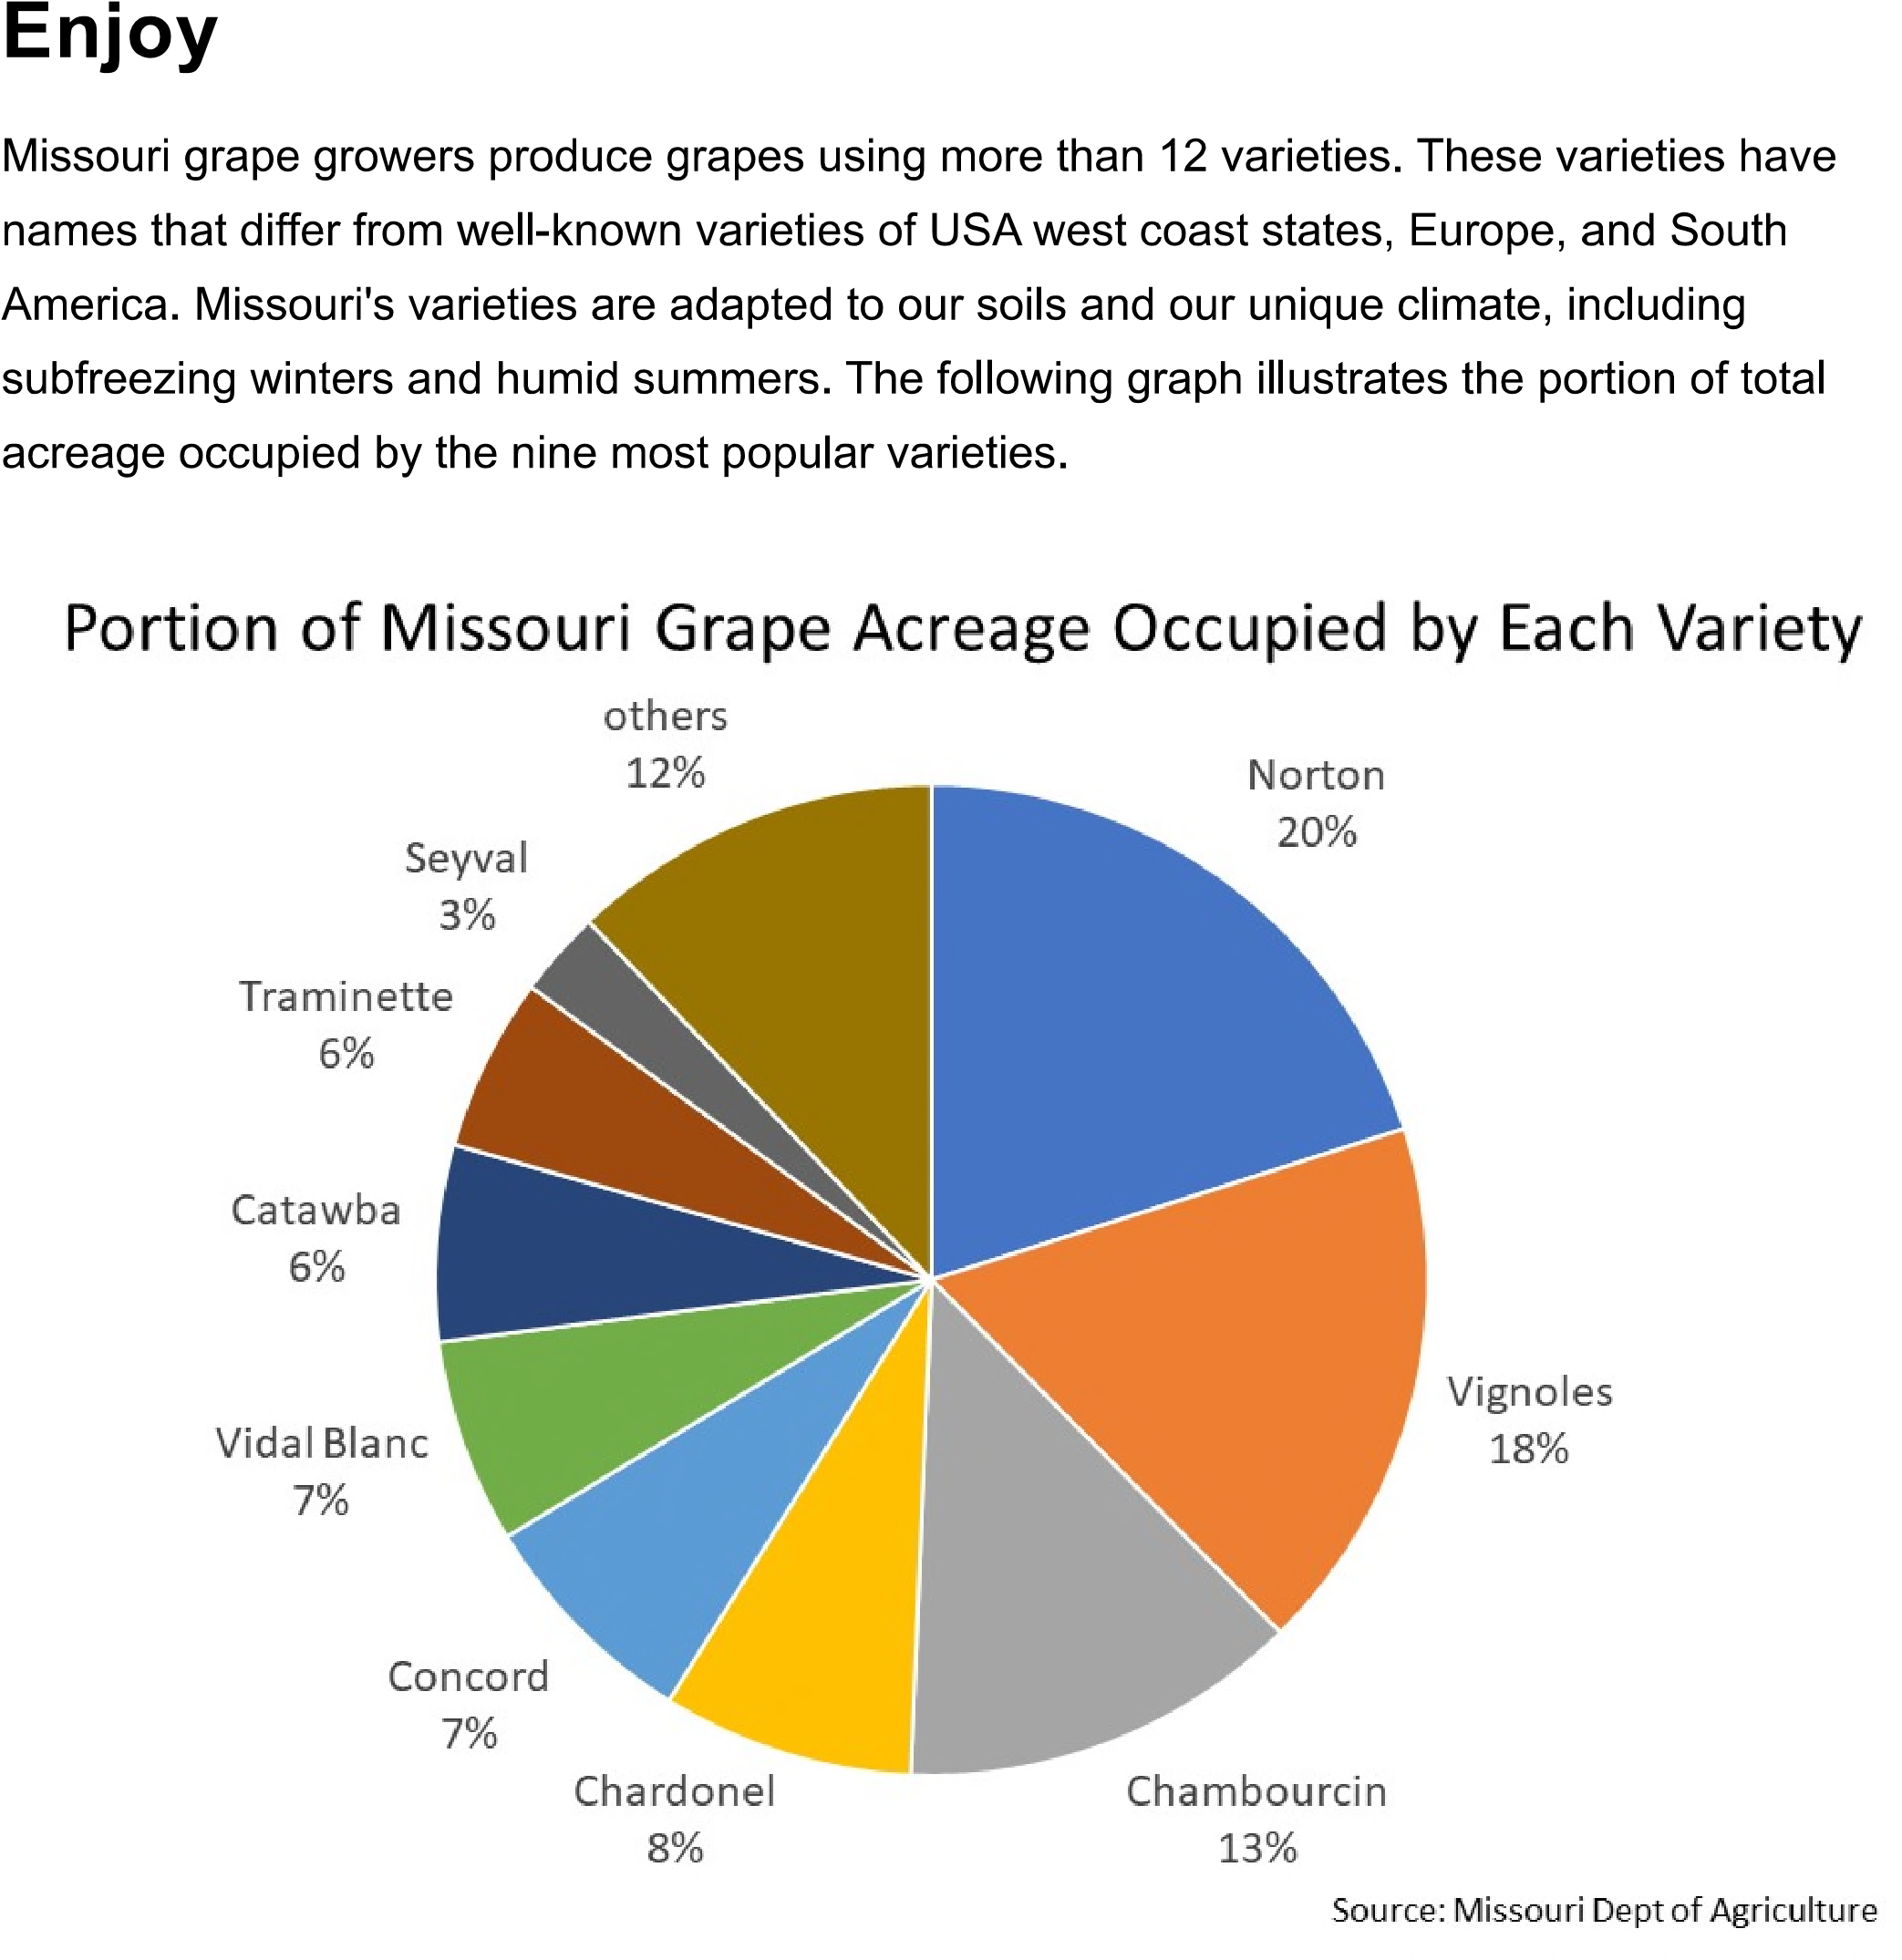 Enjoy
Missouri grape growers produce grapes using more than 12 varieties. These varieties have
names that differ from well-known varieties of USA west coast states, Europe, and South
America. Missouri's varieties are adapted to our soils and our unique climate, including
subfreezing winters and humid summers. The following graph illustrates the portion of total
acreage occupied by the nine most popular varieties.
Portion of Missouri Grape Acreage Occupied by Each Variety
others
12%
Norton
20%
Seyval
3%
Traminette
6%
Catawba
6%
Vignoles
18%
Vidal Blanc
7%
Concord
7%
Chardonel
8%
Chambourcin
13%
Source: Missouri Dept of Agriculture